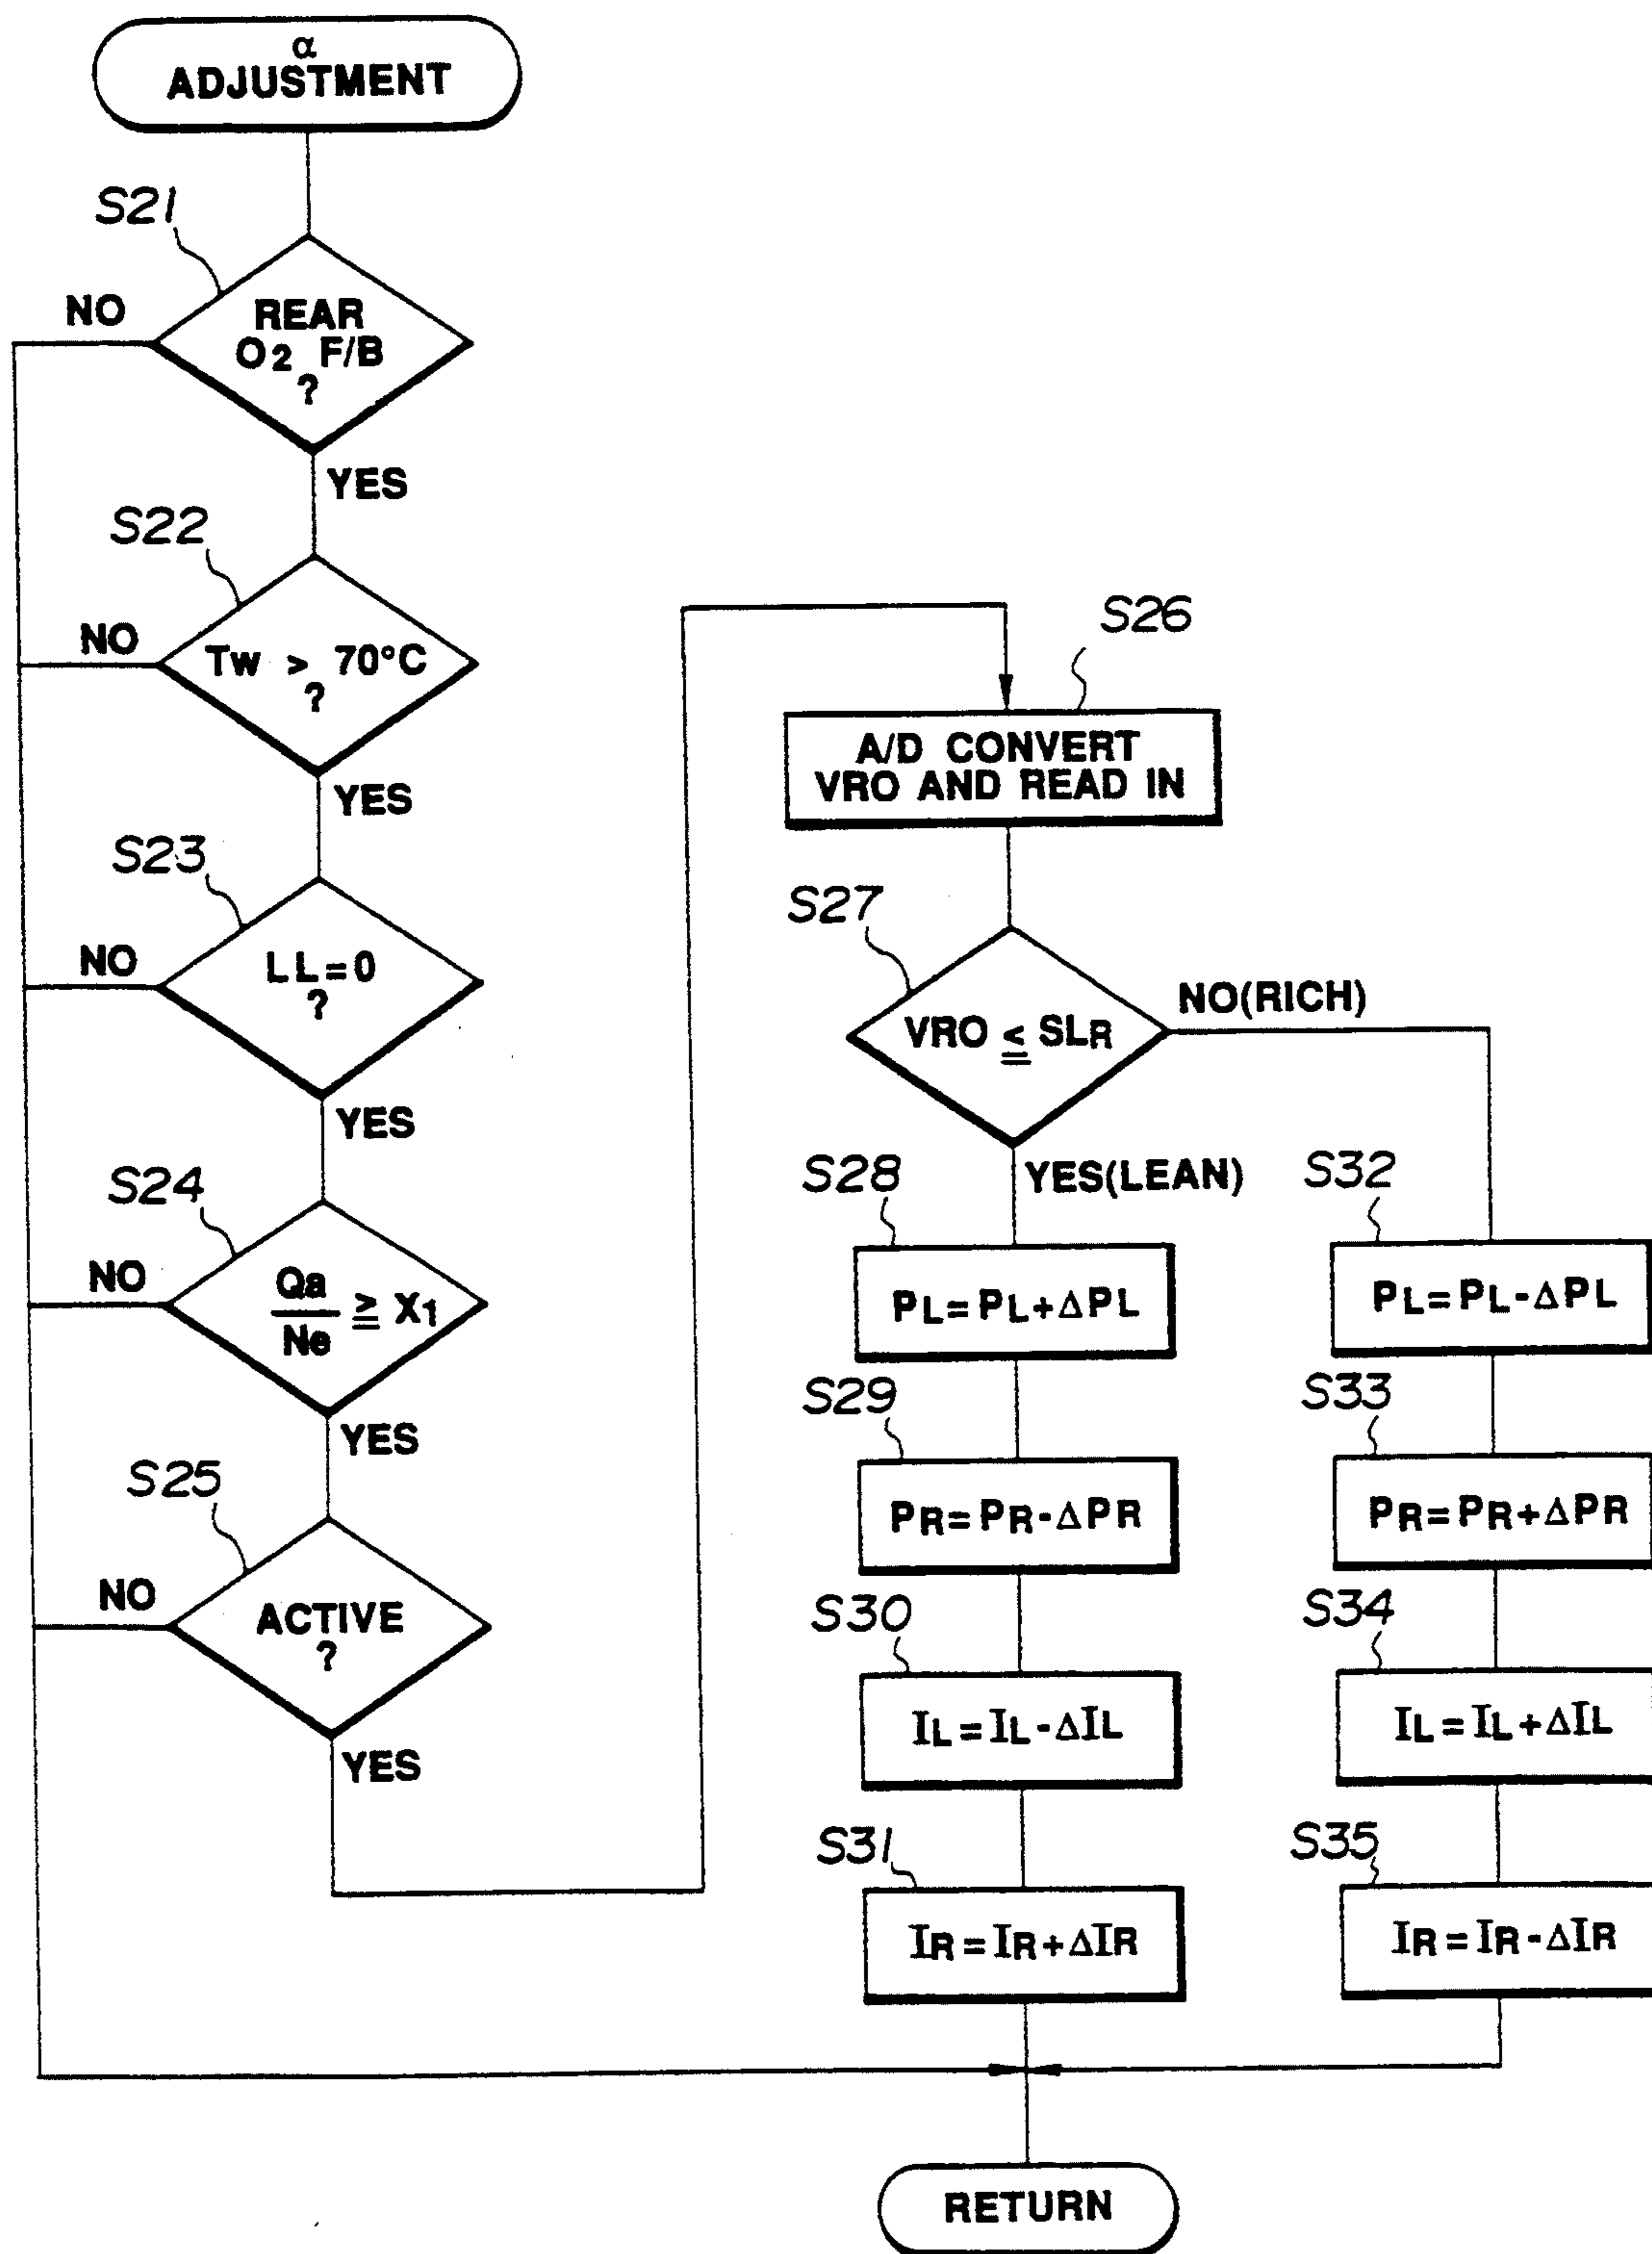 α
ADJUSTMENT
S21
NO
REAR
O2 F/B
?
YES
S22
NO
Tw > 70°C
?
YES
S23
NO
LL=0
?
YES
S24
NO
Qa
Ne
≧ X1
YES
S25
NO
ACTIVE
?
YES
S26
A/D CONVERT
VRO AND READ IN
S27
VRO ≦ SLR
NO(RICH)
YES(LEAN)
S28
PL=PL+ΔPL
S29
PR=PR-ΔPR
S30
IL=IL-ΔIL
S31
IR=IR+ΔIR
S32
PL=PL-ΔPL
S33
PR=PR+ΔPR
S34
IL=IL+ΔIL
S35
IR=IR-ΔIR
RETURN